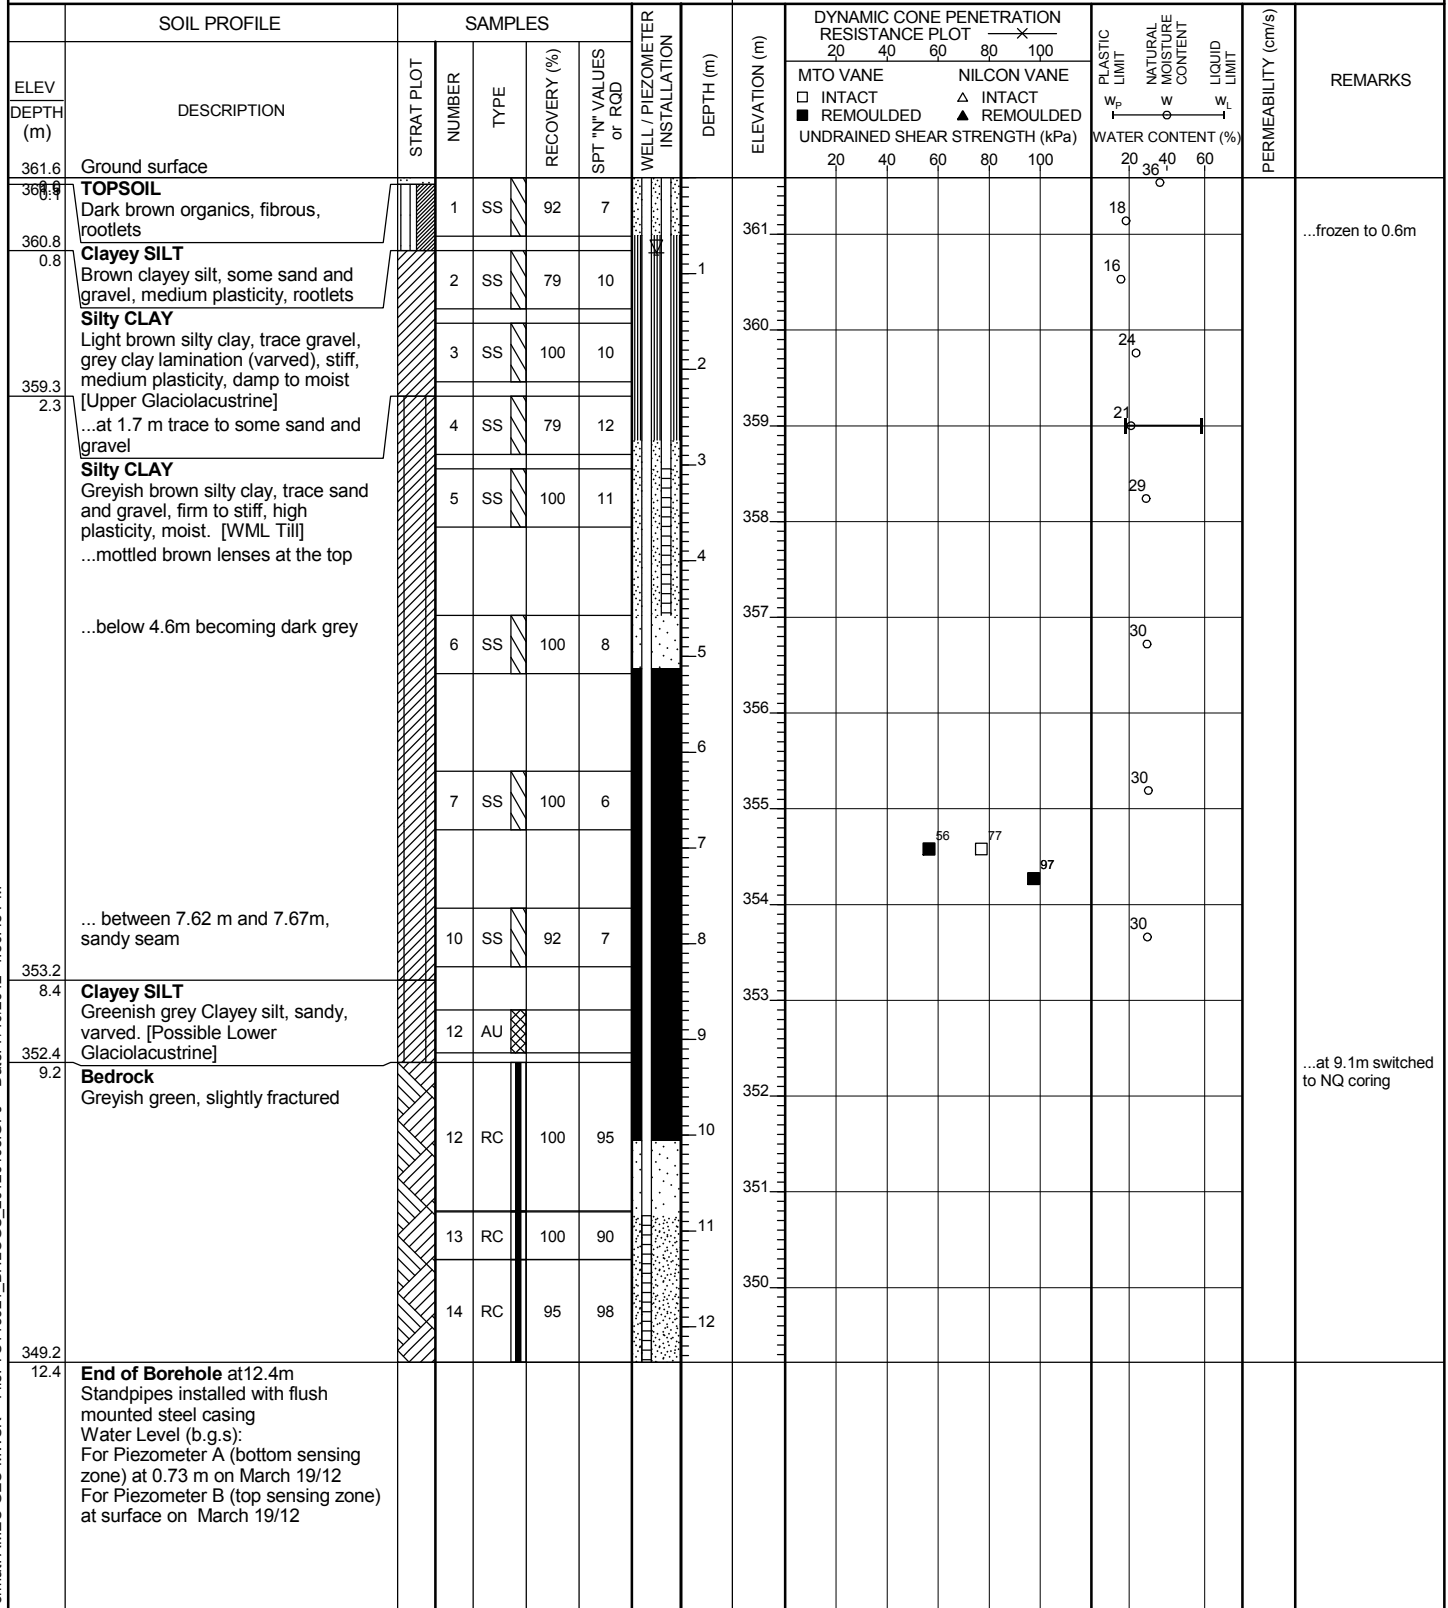 SOIL PROFILE
SAMPLES
ELEV
DEPTH
(m)
DESCRIPTION
STRAT PLOT
NUMBER
TYPE
RECOVERY (%)
SPT "N" VALUES
or RQD
WELL / PIEZOMETER
INSTALLATION
DEPTH (m)
ELEVATION (m)
DYNAMIC CONE PENETRATION
RESISTANCE PLOT
20 40 60 80 100
MTO VANE NILCON VANE
INTACT INTACT
REMOULDED REMOULDED
UNDRAINED SHEAR STRENGTH (kPa)
20 40 60 80 100
PLASTIC
LIMIT
NATURAL
MOISTURE
CONTENT
LIQUID
LIMIT
WP W WL
WATER CONTENT (%)
20 40 60
PERMEABILITY (cm/s)
REMARKS
361.6 Ground surface
TOPSOIL
Dark brown organics, fibrous,
rootlets
360.8
0.8
Clayey SILT
Brown clayey silt, some sand and
gravel, medium plasticity, rootlets
Silty CLAY
Light brown silty clay, trace gravel,
grey clay lamination (varved), stiff,
medium plasticity, damp to moist
[Upper Glaciolacustrine]
...at 1.7 m trace to some sand and
gravel
359.3
2.3
Silty CLAY
Greyish brown silty clay, trace sand
and gravel, firm to stiff, high
plasticity, moist. [WML Till]
...mottled brown lenses at the top
...below 4.6m becoming dark grey
... between 7.62 m and 7.67m,
sandy seam
353.2
8.4
Clayey SILT
Greenish grey Clayey silt, sandy,
varved. [Possible Lower
Glaciolacustrine]
352.4
9.2
Bedrock
Greyish green, slightly fractured
349.2
12.4
End of Borehole at12.4m
Standpipes installed with flush
mounted steel casing
Water Level (b.g.s):
For Piezometer A (bottom sensing
zone) at 0.73 m on March 19/12
For Piezometer B (top sensing zone)
at surface on March 19/12
1 SS 92 7
2 SS 79 10
3 SS 100 10
4 SS 79 12
5 SS 100 11
6 SS 100 8
7 SS 100 6
10 SS 92 7
12 AU
12 RC 100 95
13 RC 100 90
14 RC 95 98
1
2
3
4
5
6
7
8
9
10
11
12
361
360
359
358
357
356
355
354
353
352
351
350
56
77
97
36
18
16
24
21
29
30
30
30
...frozen to 0.6m
...at 9.1m switched
to NQ coring